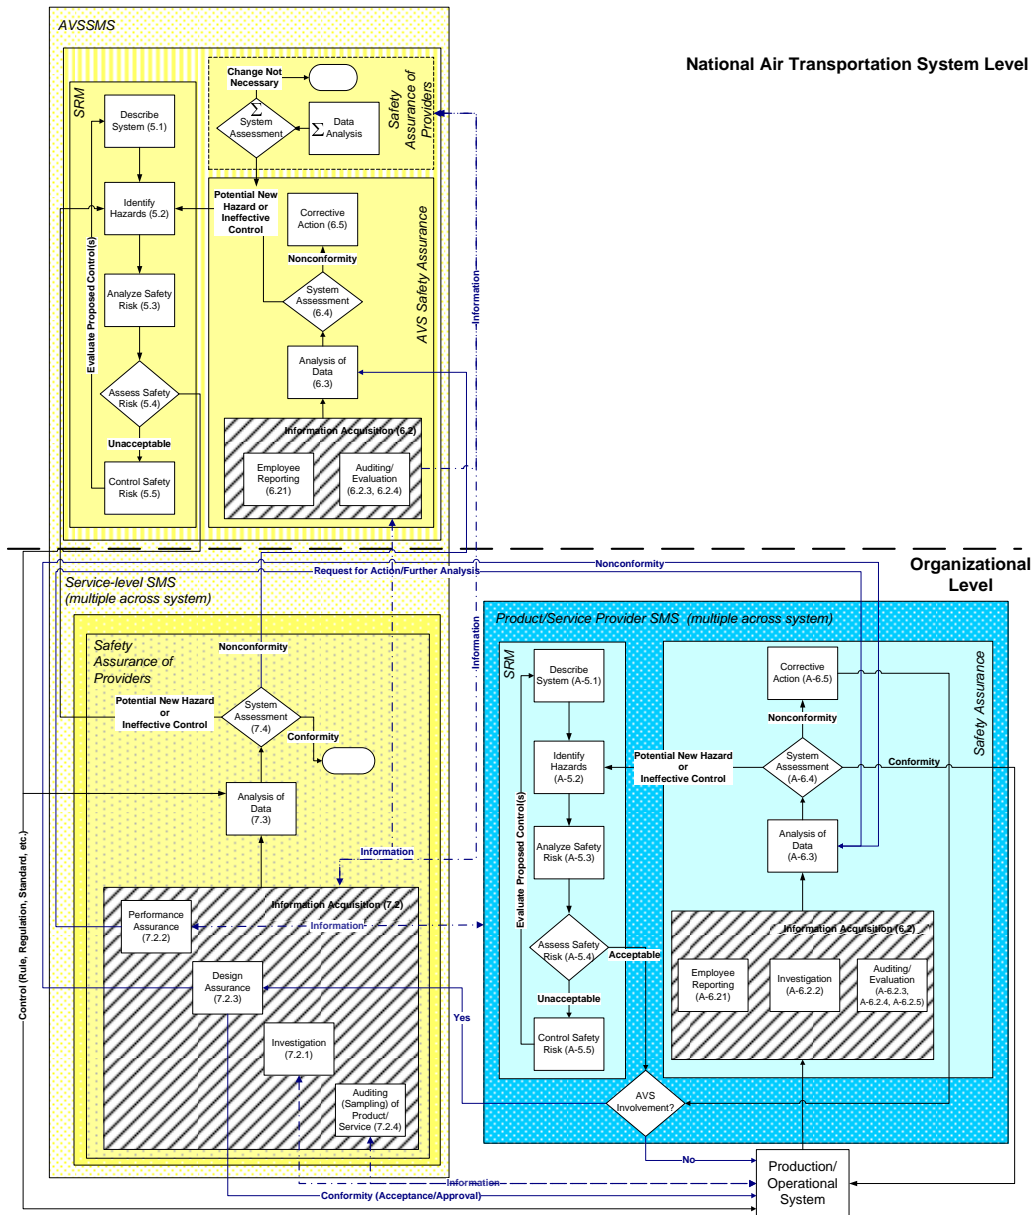 AVSSMS
National Air Transportation System Level
SRM
Describe
System (5.1)
Identify
Hazards (5.2)
Analyze Safety
Risk (5.3)
Assess Safety
Risk (5.4)
Unacceptable
Control Safety
Risk (5.5)
Evaluate Proposed Control(s)
Change Not
Necessary
Σ
System
Assessment
Σ Data
Analysis
Safety
Assurance of
Providers
Potential New
Hazard or
Ineffective
Control
Corrective
Action (6.5)
Nonconformity
System
Assessment
(6.4)
Analysis of
Data
(6.3)
AVS Safety Assurance
Information Acquisition (6.2)
Employee
Reporting
(6.21)
Auditing/
Evaluation
(6.2.3, 6.2.4)
Information
Organizational
Level
Nonconformity
Request for Action/Further Analysis
Service-level SMS
(multiple across system)
Safety
Assurance of
Providers
Nonconformity
Potential New Hazard
or
Ineffective Control
System
Assessment
(7.4)
Conformity
Analysis of
Data
(7.3)
Information
Information
Control (Rule, Regulation, Standard, etc.)
Information Acquisition (7.2)
Performance
Assurance
(7.2.2)
Information
Design
Assurance
(7.2.3)
Investigation
(7.2.1)
Auditing
(Sampling) of
Product/
Service (7.2.4)
Product/Service Provider SMS (multiple across system)
SRM
Describe
System (A-5.1)
Identify
Hazards
(A-5.2)
Analyze Safety
Risk (A-5.3)
Assess Safety
Risk (A-5.4)
Acceptable
Unacceptable
Control Safety
Risk (A-5.5)
Evaluate Proposed Control(s)
Potential New Hazard
or
Ineffective Control
Corrective
Action (A-6.5)
Nonconformity
System
Assessment
(A-6.4)
Conformity
Analysis of
Data
(A-6.3)
Safety Assurance
Information Acquisition (6.2)
Employee
Reporting
(A-6.21)
Investigation
(A-6.2.2)
Auditing/
Evaluation
(A-6.2.3,
A-6.2.4, A-6.2.5)
Yes
AVS
Involvement?
No
Information
Conformity (Acceptance/Approval)
Production/
Operational
System